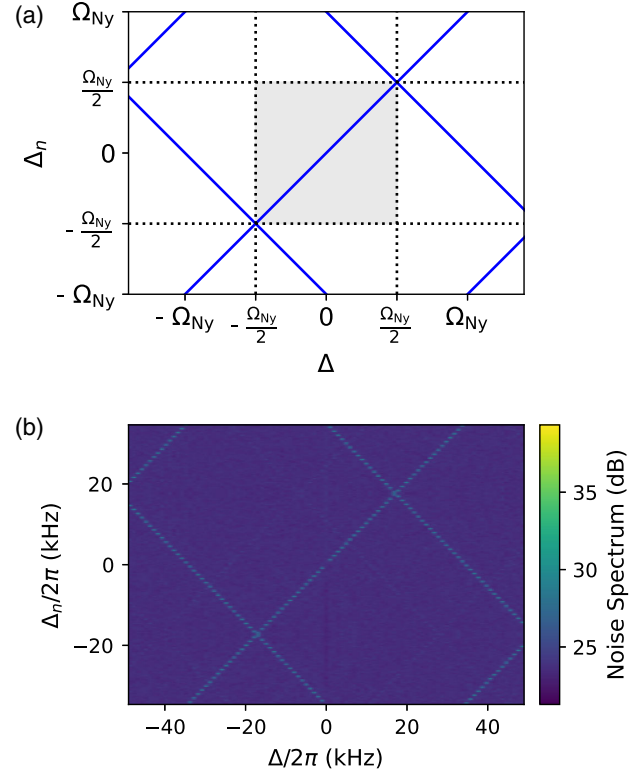 (a)
Ω_Ny
Ω_Ny/2
0
- Ω_Ny/2
- Ω_Ny
Δ_n
- Ω_Ny - Ω_Ny/2 0 Ω_Ny/2 Ω_Ny
Δ
(b)
20
0
−20
Δ_n/2π (kHz)
−40 −20 0 20 40
Δ/2π (kHz)
35
30
25
Noise Spectrum (dB)